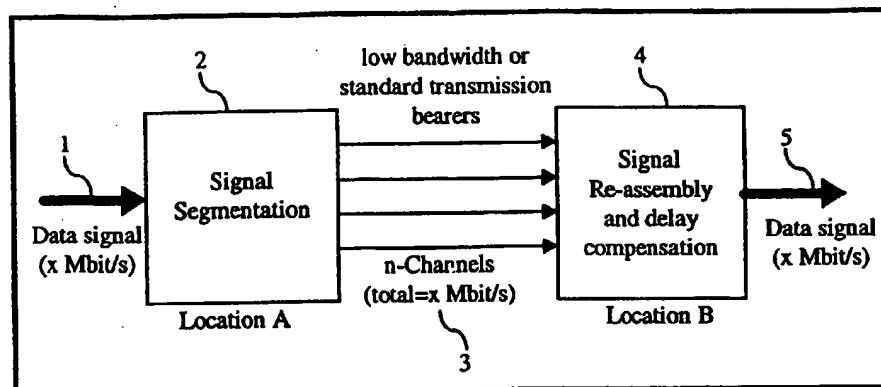 2
low bandwidth or
standard transmission
bearers
4
1
Signal
Segmentation
Signal
Re-assembly
and delay
compensation
5
Data signal
(x Mbit/s)
n-Channels
(total=x Mbit/s)
Data signal
(x Mbit/s)
Location A
Location B
3